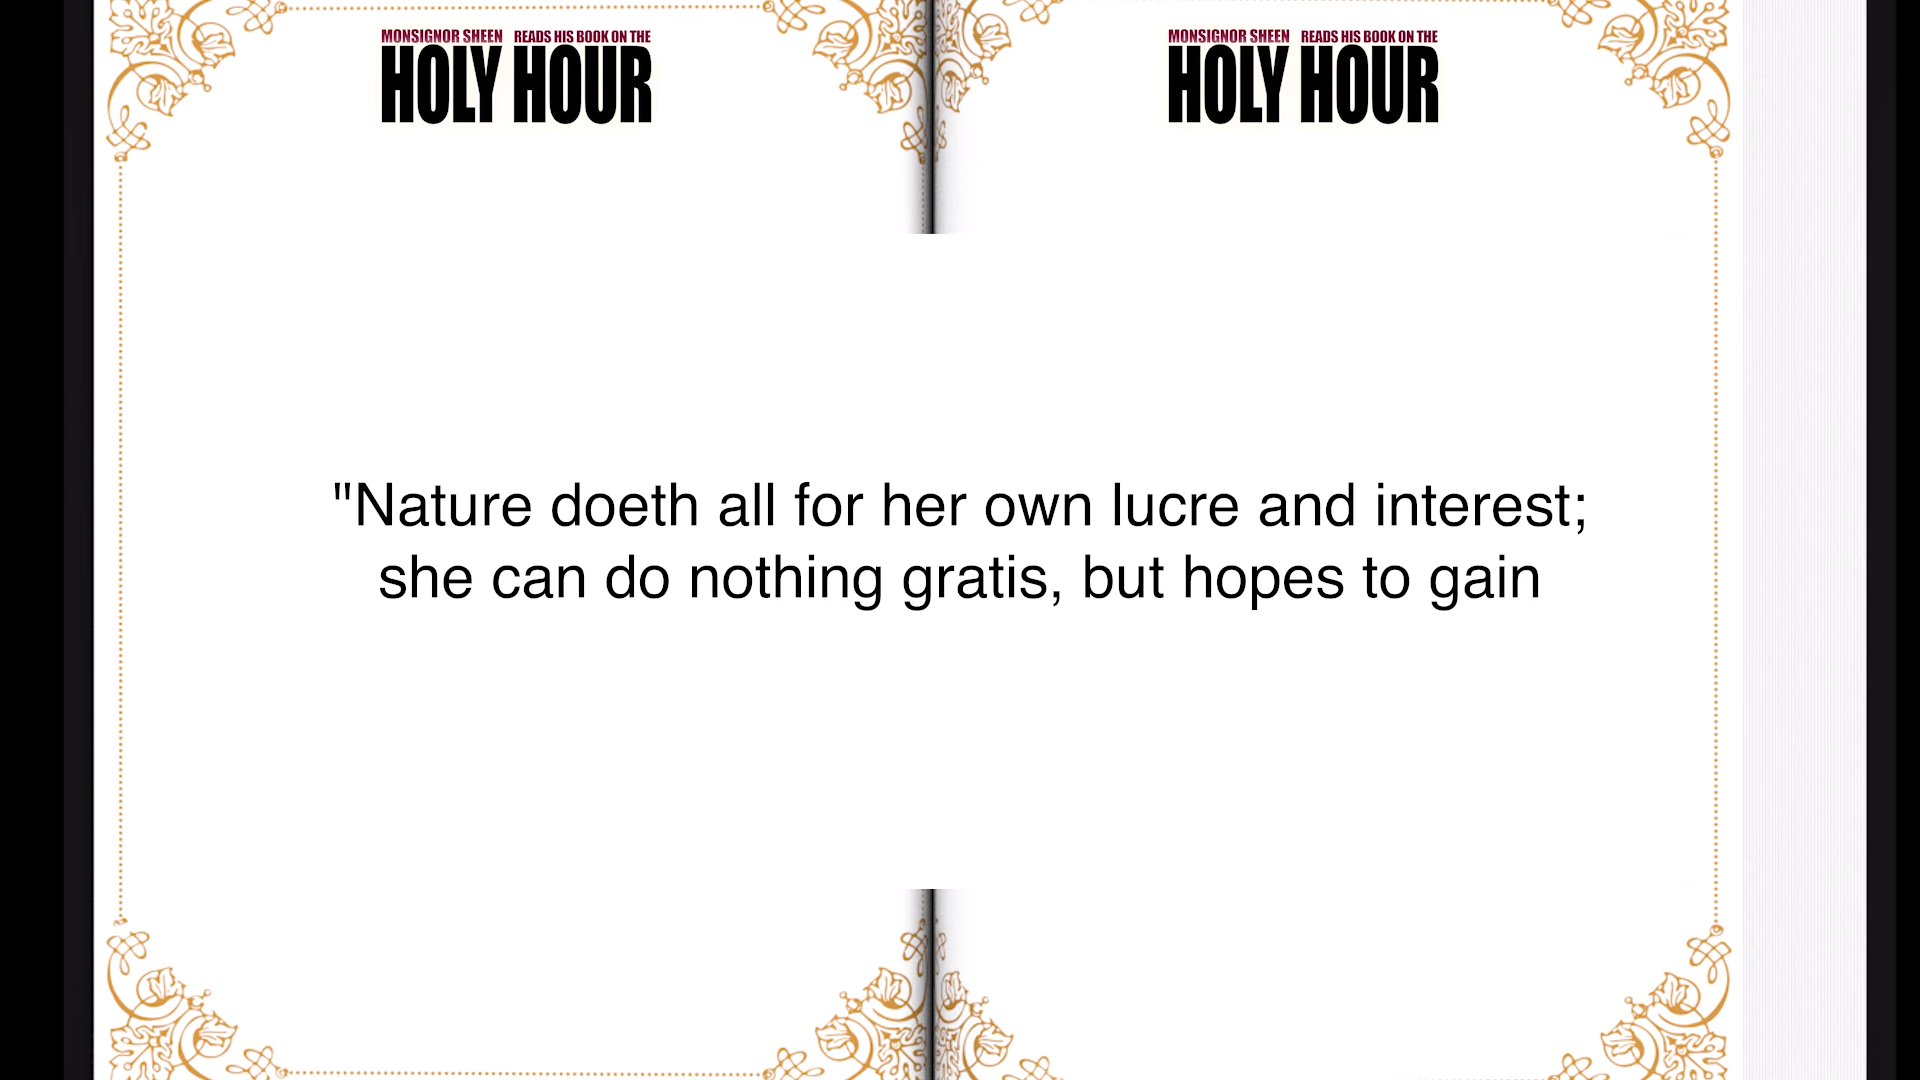 MONSIGNOR SHEEN READS HIS BOOK ON THE
HOLY HOUR
MONSIGNOR SHEEN READS HIS BOOK ON THE
HOLY HOUR
"Nature doeth all for her own lucre and interest;
she can do nothing gratis, but hopes to gain